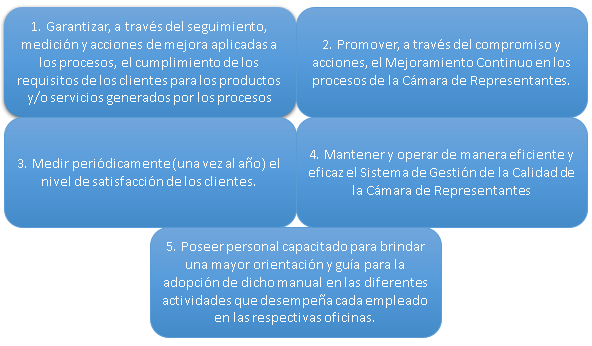 1. Garantizar, a través del seguimiento,
medición y acciones de mejora aplicadas a
los procesos, el cumplimiento de los
requisitos de los clientes para los productos
y/o servicios generados por los procesos
2. Promover, a través del compromiso y
acciones, el Mejoramiento Continuo en los
procesos de la Cámara de Representantes.
3. Medir periódicamente (una vez al año) el
nivel de satisfacción de los clientes.
4. Mantener y operar de manera eficiente y
eficaz el Sistema de Gestión de la Calidad de
la Cámara de Representantes
5. Poseer personal capacitado para brindar
una mayor orientación y guía para la
adopción de dicho manual en las diferentes
actividades que desempeña cada empleado
en las respectivas oficinas.